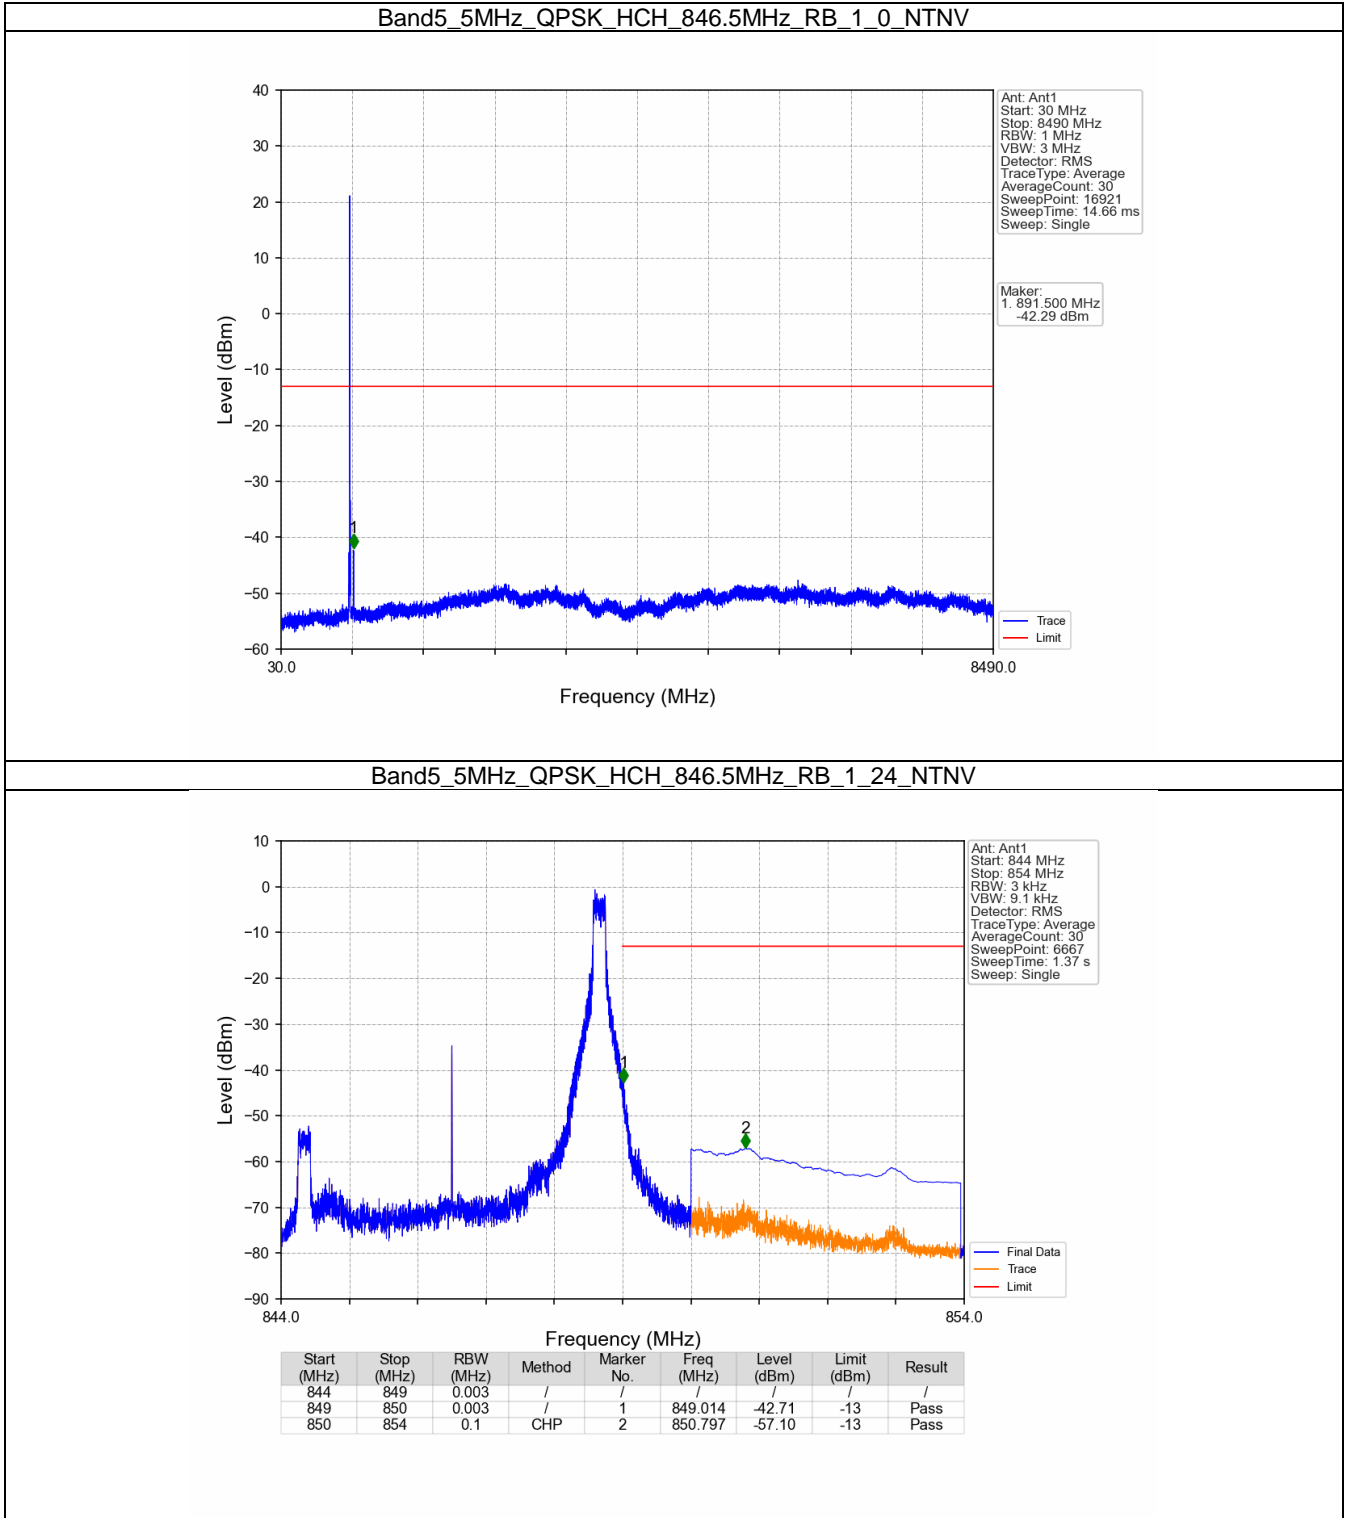 Band5_5MHz_QPSK_HCH_846.5MHz_RB_1_0_NTNV
40
30
20
10
0
−10
−20
−30
−40
−50
−60
Level (dBm)
1
30.0
8490.0
Frequency (MHz)
Ant: Ant1
Start: 30 MHz
Stop: 8490 MHz
RBW: 1 MHz
VBW: 3 MHz
Detector: RMS
TraceType: Average
AverageCount: 30
SweepPoint: 16921
SweepTime: 14.66 ms
Sweep: Single
Maker:
1. 891.500 MHz
-42.29 dBm
Trace
Limit
Band5_5MHz_QPSK_HCH_846.5MHz_RB_1_24_NTNV
10
0
−10
−20
−30
−40
−50
−60
−70
−80
−90
Level (dBm)
1
2
844.0
854.0
Frequency (MHz)
Ant: Ant1
Start: 844 MHz
Stop: 854 MHz
RBW: 3 kHz
VBW: 9.1 kHz
Detector: RMS
TraceType: Average
AverageCount: 30
SweepPoint: 6667
SweepTime: 1.37 s
Sweep: Single
Final Data
Trace
Limit
Start (MHz) Stop (MHz) RBW (MHz) Method Marker No. Freq (MHz) Level (dBm) Limit (dBm) Result
844 849 0.003 / / / / / /
849 850 0.003 / 1 849.014 -42.71 -13 Pass
850 854 0.1 CHP 2 850.797 -57.10 -13 Pass